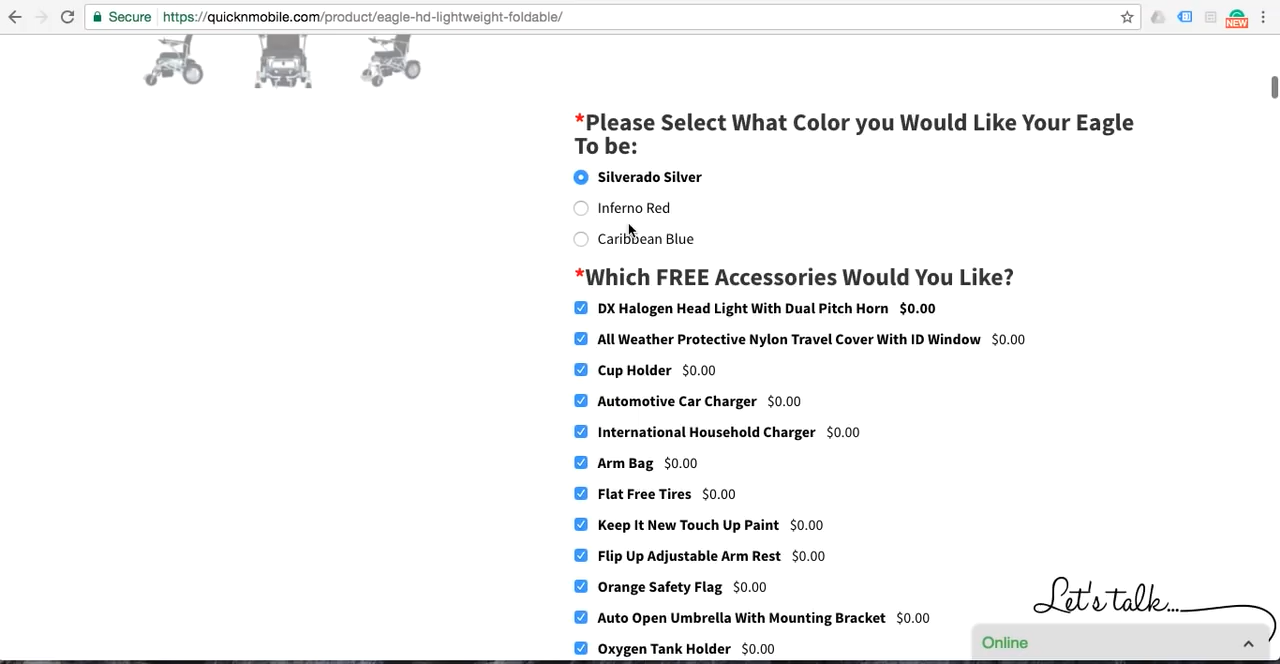 Secure https://quicknmobile.com/product/eagle-hd-lightweight-foldable/
NEW
*Please Select What Color you Would Like Your Eagle
To be:
Silverado Silver
Inferno Red
Caribbean Blue
*Which FREE Accessories Would You Like?
DX Halogen Head Light With Dual Pitch Horn $0.00
All Weather Protective Nylon Travel Cover With ID Window $0.00
Cup Holder $0.00
Automotive Car Charger $0.00
International Household Charger $0.00
Arm Bag $0.00
Flat Free Tires $0.00
Keep It New Touch Up Paint $0.00
Flip Up Adjustable Arm Rest $0.00
Orange Safety Flag $0.00
Auto Open Umbrella With Mounting Bracket $0.00
Oxygen Tank Holder $0.00
Let's talk...
Online